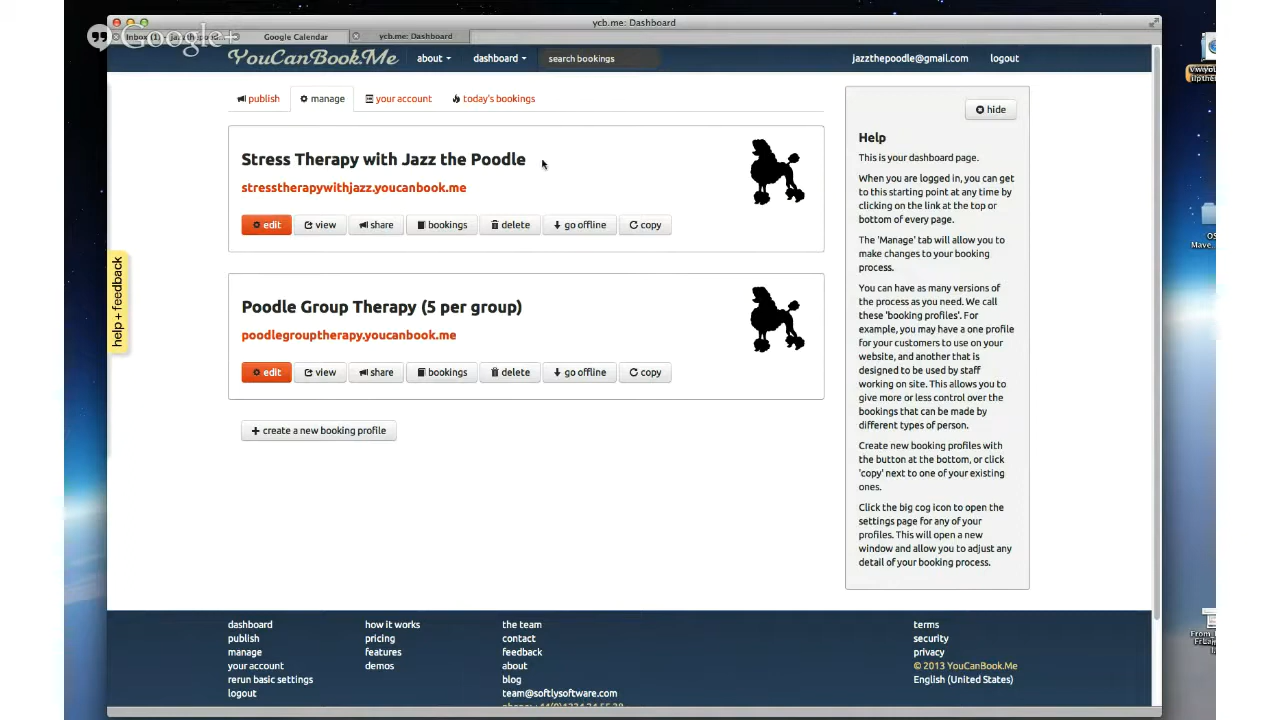 ycb.me: Dashboard
Google+
Inbox (1) - jazzthepood...
Google Calendar
ycb.me: Dashboard
YouCanBook.Me
about
dashboard
search bookings
jazzthepoodle@gmail.com
logout
publish
manage
your account
today's bookings
hide
Stress Therapy with Jazz the Poodle
stresstherapywithjazz.youcanbook.me
edit view share bookings delete go offline copy
Poodle Group Therapy (5 per group)
poodlegrouptherapy.youcanbook.me
edit view share bookings delete go offline copy
+ create a new booking profile
help + feedback
Help
This is your dashboard page.
When you are logged in, you can get
to this starting point at any time by
clicking on the link at the top or
bottom of every page.
The 'Manage' tab will allow you to
make changes to your booking
process.
You can have as many versions of
the process as you need. We call
these 'booking profiles'. For
example, you may have a one profile
for your customers to use on your
website, and another that is
designed to be used by staff
working on site. This allows you to
give more or less control over the
bookings that can be made by
different types of person.
Create new booking profiles with
the button at the bottom, or click
'copy' next to one of your existing
ones.
Click the big cog icon to open the
settings page for any of your
profiles. This will open a new
window and allow you to adjust any
detail of your booking process.
dashboard
publish
manage
your account
rerun basic settings
logout
how it works
pricing
features
demos
the team
contact
feedback
about
blog
team@softlysoftware.com
terms
security
privacy
© 2013 YouCanBook.Me
English (United States)
OS
Mave...